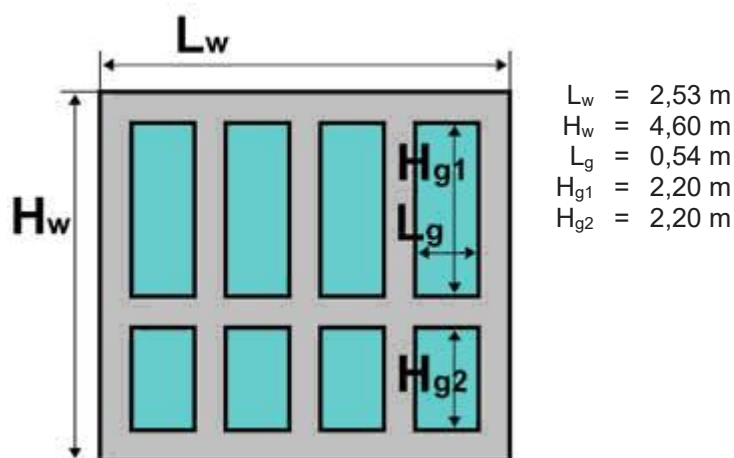 Lw
Hw
Hg1
Lg
Hg2
Lw = 2,53 m
Hw = 4,60 m
Lg = 0,54 m
Hg1 = 2,20 m
Hg2 = 2,20 m